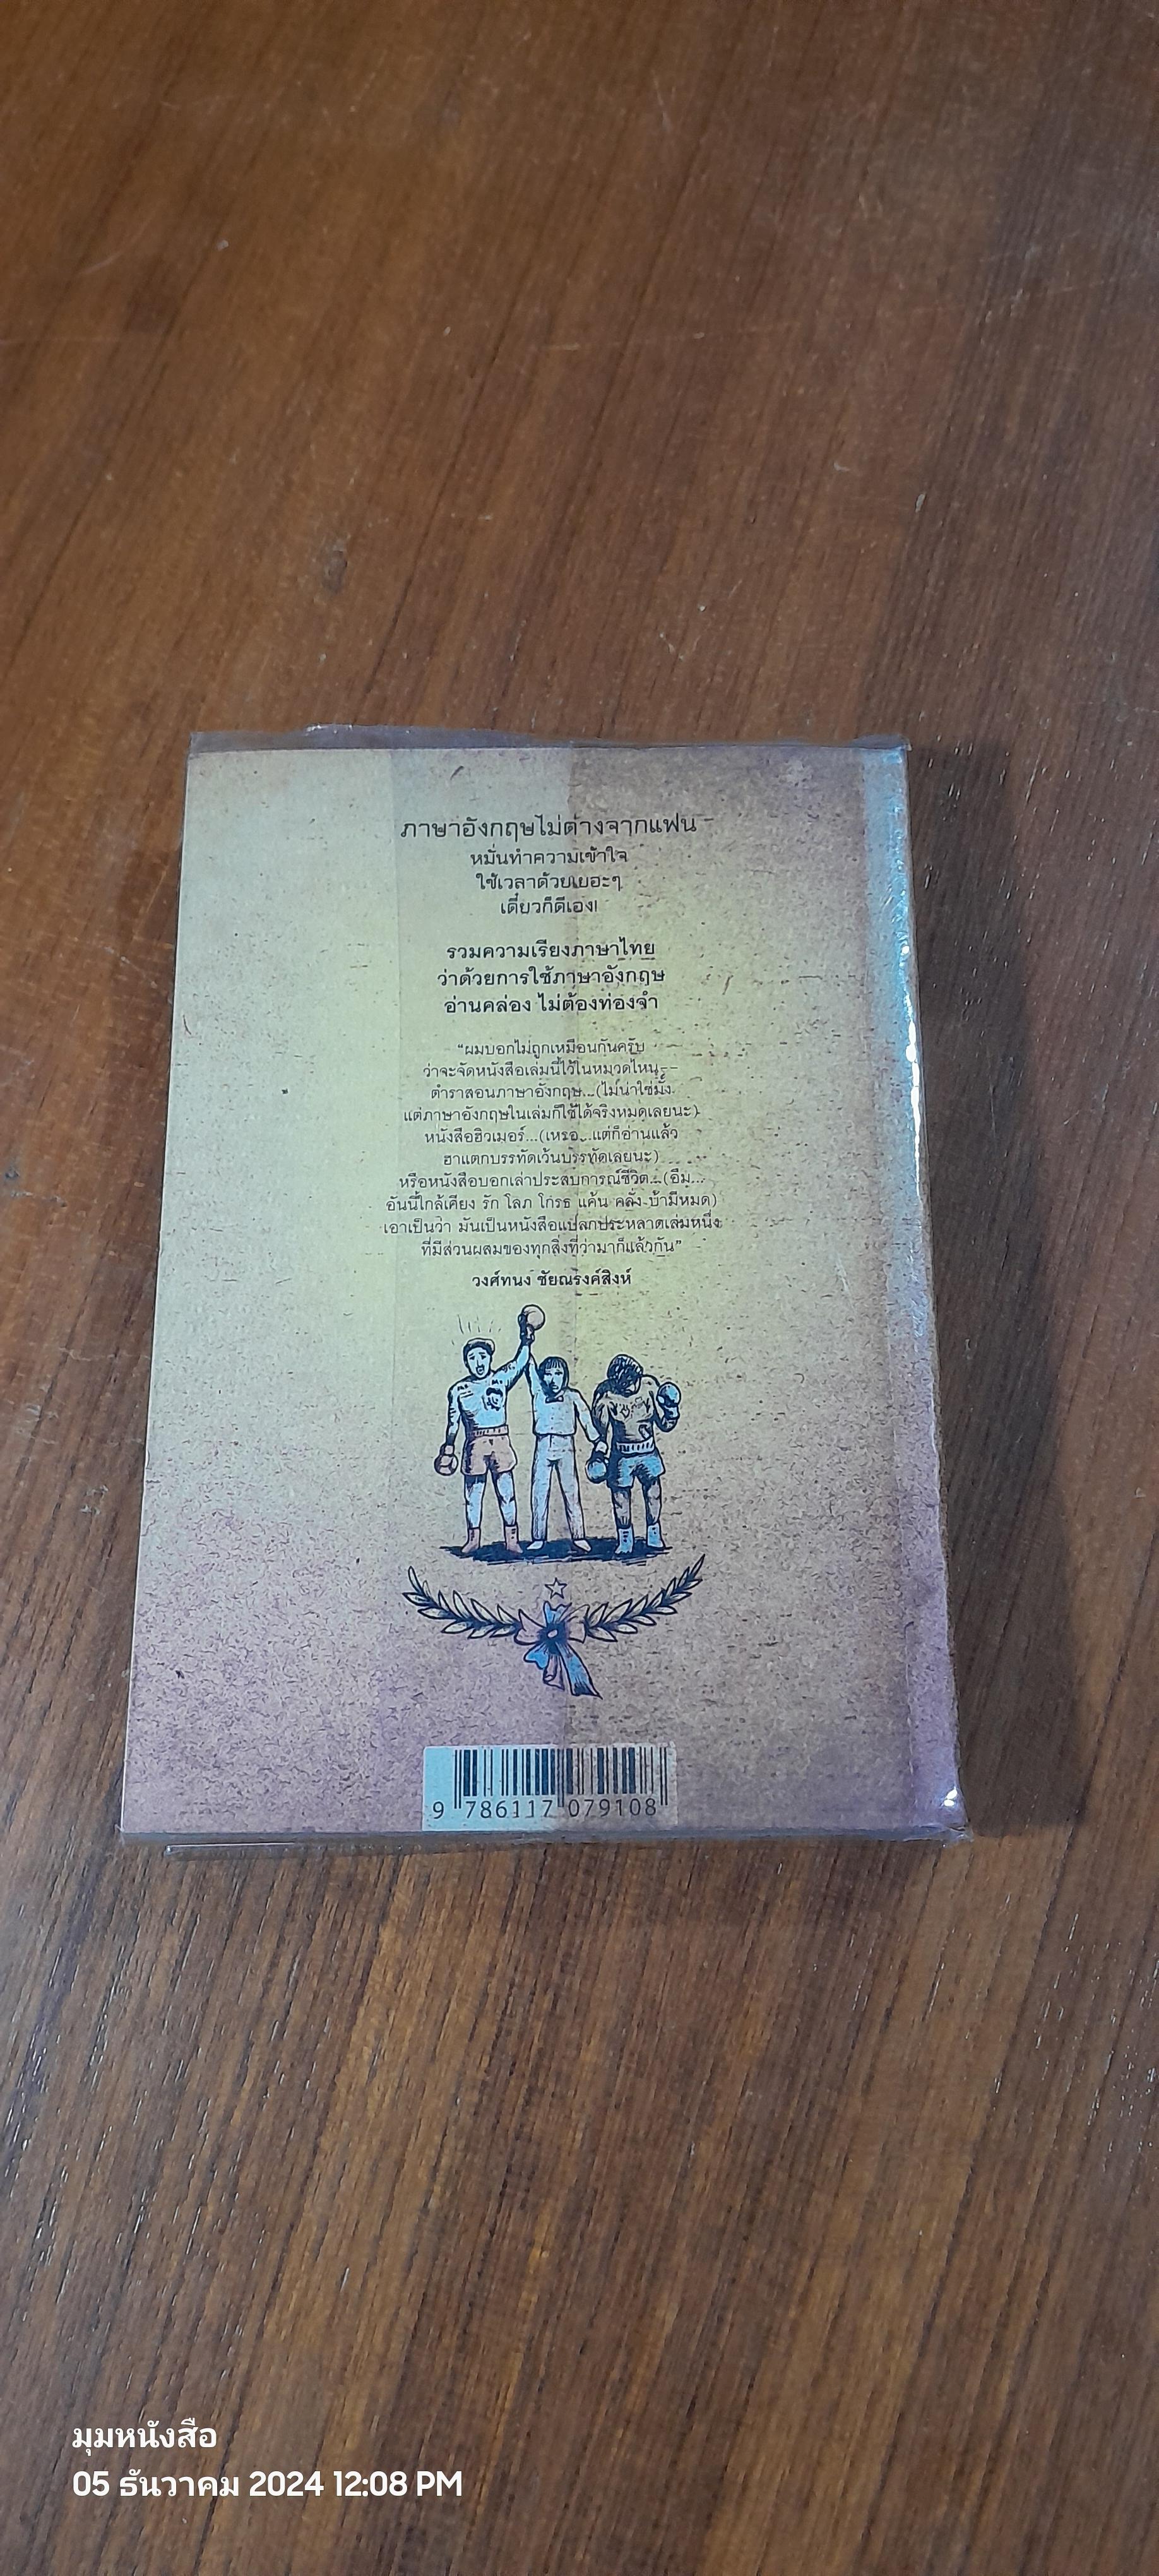 ภาษาอังกฤษไม่ต่างจากแฟน
หมั่นทำความเข้าใจ
ใช้เวลาด้วยเยอะๆ
เดี๋ยวก็ดีเอง!
รวมความเรียงภาษาไทย
ว่าด้วยการใช้ภาษาอังกฤษ
อ่านคล่อง ไม่ต้องท่องจำ
“ผมบอกไม่ถูกเหมือนกันครับ
ว่าจะจัดหนังสือเล่มนี้ไว้ในหมวดไหน
ตำราสอนภาษาอังกฤษ...(ไม่น่าใช่มั้ง
แต่ภาษาอังกฤษในเล่มก็ใช้ได้จริงหมดเลยนะ)
หนังสือฮิวเมอร์...(เหรอ...แต่ก็อ่านแล้ว
ฮาแตกบรรทัดเว้นบรรทัดเลยนะ)
หรือหนังสือบอกเล่าประสบการณ์ชีวิต...(อืม...
อันนี้ใกล้เคียง รัก โลภ โกรธ แค้น คลั่ง บ้ามีหมด)
เอาเป็นว่า มันเป็นหนังสือแปลกประหลาดเล่มหนึ่ง
ที่มีส่วนผสมของทุกสิ่งที่ว่ามาก็แล้วกัน”
วงศ์ทนง ชัยณรงค์สิงห์
9 786117 079108
มุมหนังสือ
05 ธันวาคม 2024 12:08 PM